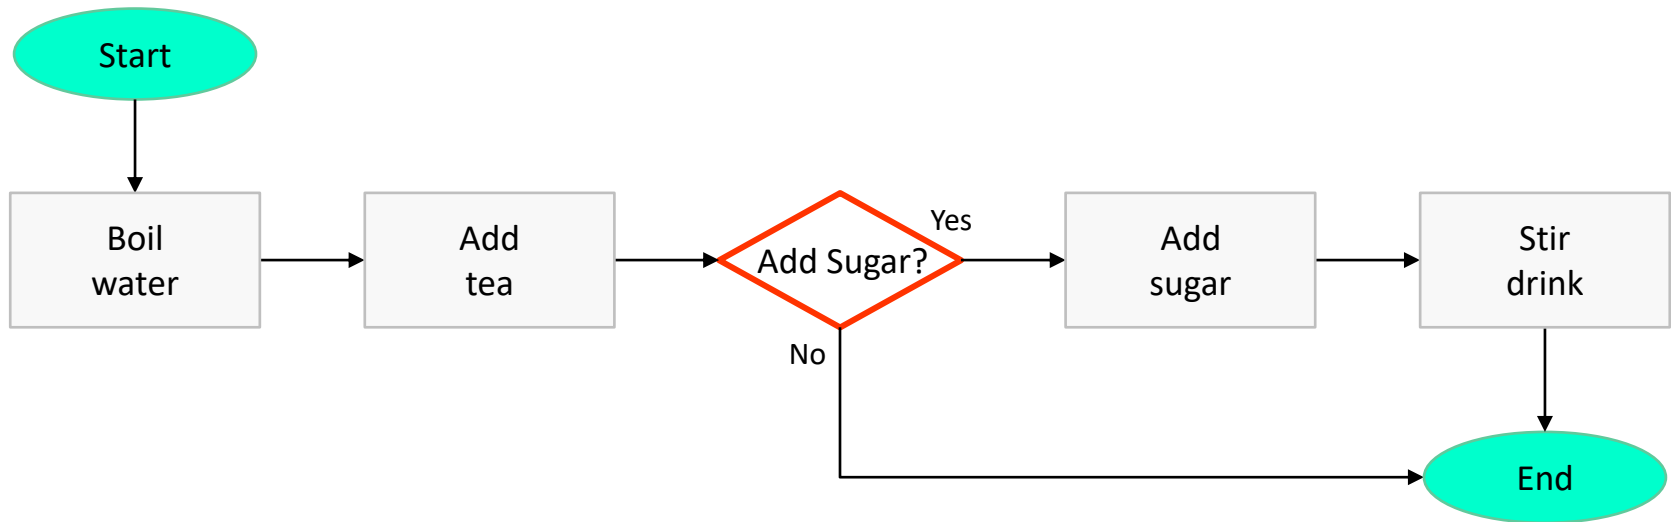 Start
Boil
water
Add
tea
Add Sugar?
Yes
No
Add
sugar
Stir
drink
End